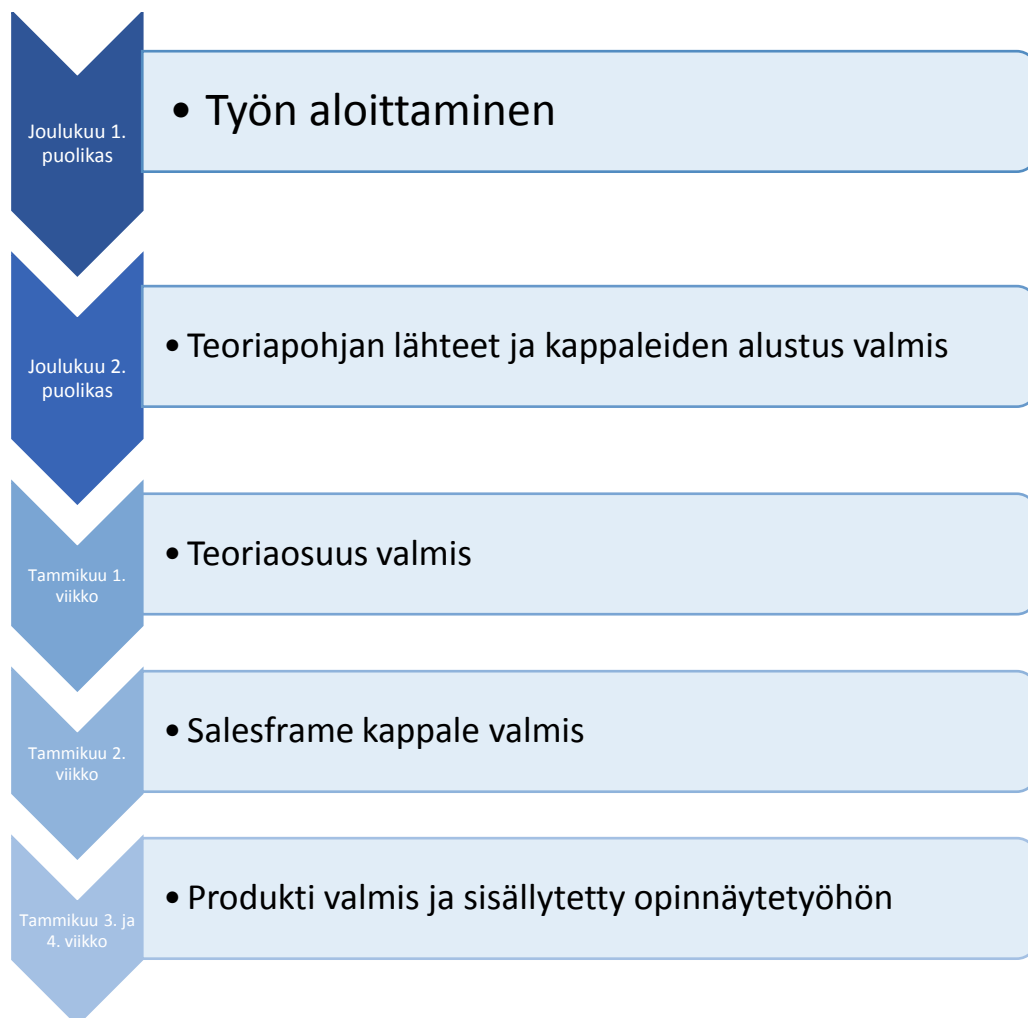 Joulukuu 1.
puolikas
• Työn aloittaminen
Joulukuu 2.
puolikas
• Teoriapohjan lähteet ja kappaleiden alustus valmis
Tammikuu 1.
viikko
• Teoriaosuus valmis
Tammikuu 2.
viikko
• Salesframe kappale valmis
Tammikuu 3. ja
4. viikko
• Produkti valmis ja sisällytetty opinnäytetyöhön